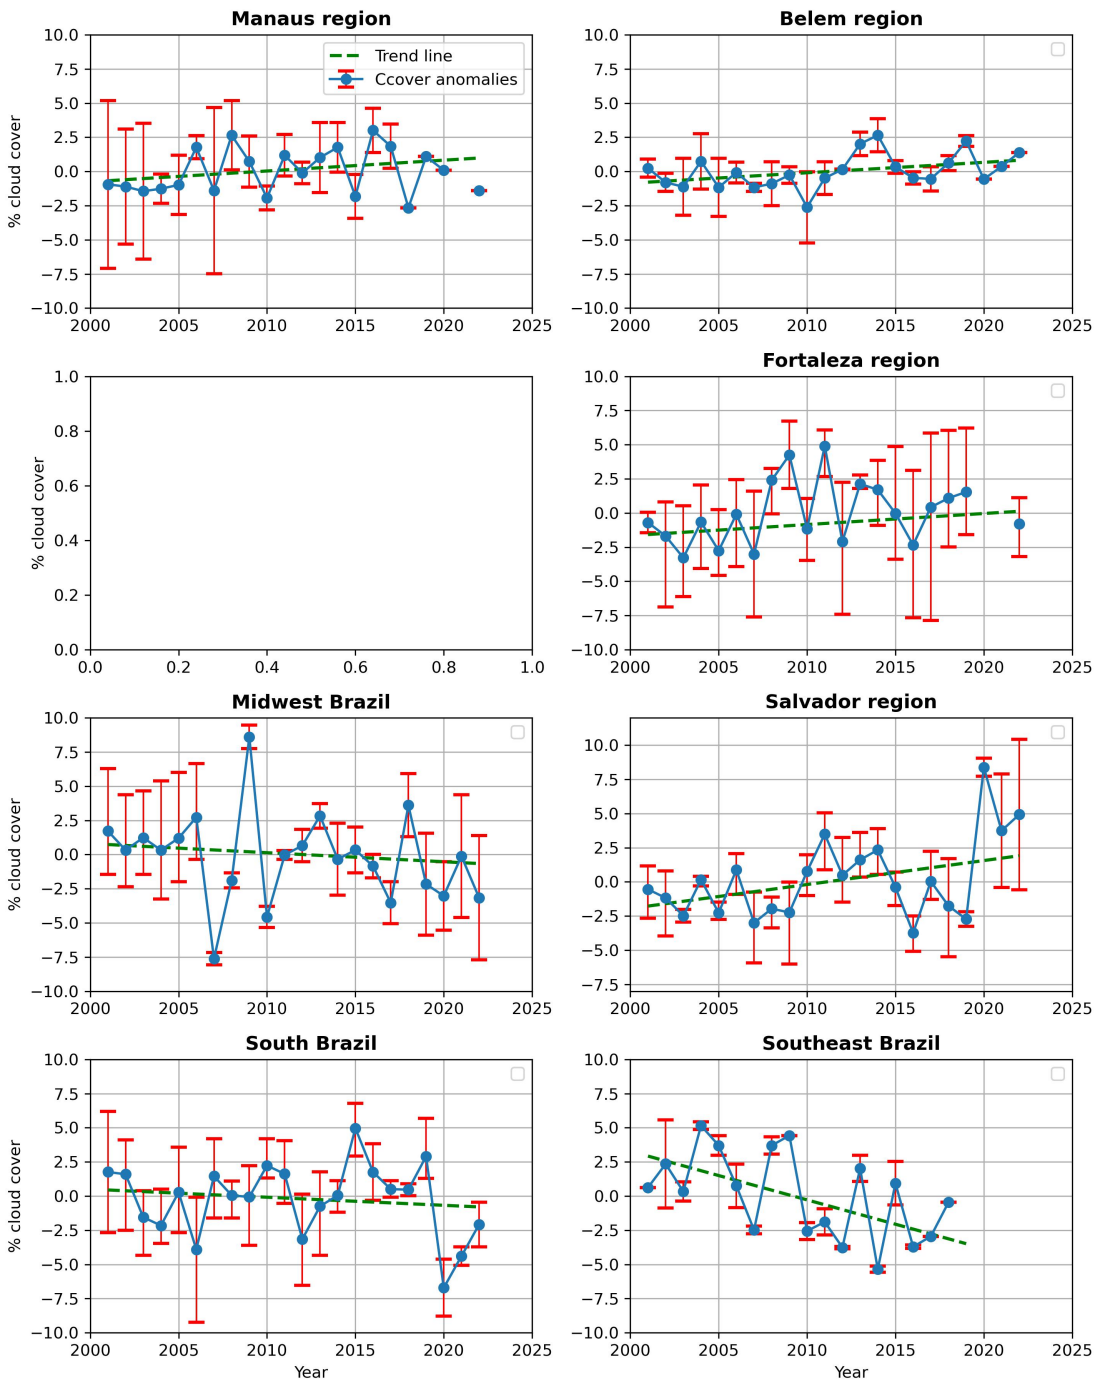 Manaus region
10.0
7.5
5.0
2.5
0.0
−2.5
−5.0
−7.5
−10.0
% cloud cover
Trend line
Ccover anomalies
2000 2005 2010 2015 2020 2025
Belem region
10.0
7.5
5.0
2.5
0.0
−2.5
−5.0
−7.5
−10.0
2000 2005 2010 2015 2020 2025
1.0
0.8
0.6
0.4
0.2
0.0
% cloud cover
0.0 0.2 0.4 0.6 0.8 1.0
Fortaleza region
10.0
7.5
5.0
2.5
0.0
−2.5
−5.0
−7.5
−10.0
2000 2005 2010 2015 2020 2025
Midwest Brazil
10.0
7.5
5.0
2.5
0.0
−2.5
−5.0
−7.5
−10.0
% cloud cover
2000 2005 2010 2015 2020 2025
Salvador region
10.0
7.5
5.0
2.5
0.0
−2.5
−5.0
−7.5
2000 2005 2010 2015 2020 2025
South Brazil
10.0
7.5
5.0
2.5
0.0
−2.5
−5.0
−7.5
−10.0
% cloud cover
2000 2005 2010 2015 2020 2025
Year
Southeast Brazil
10.0
7.5
5.0
2.5
0.0
−2.5
−5.0
−7.5
−10.0
2000 2005 2010 2015 2020 2025
Year